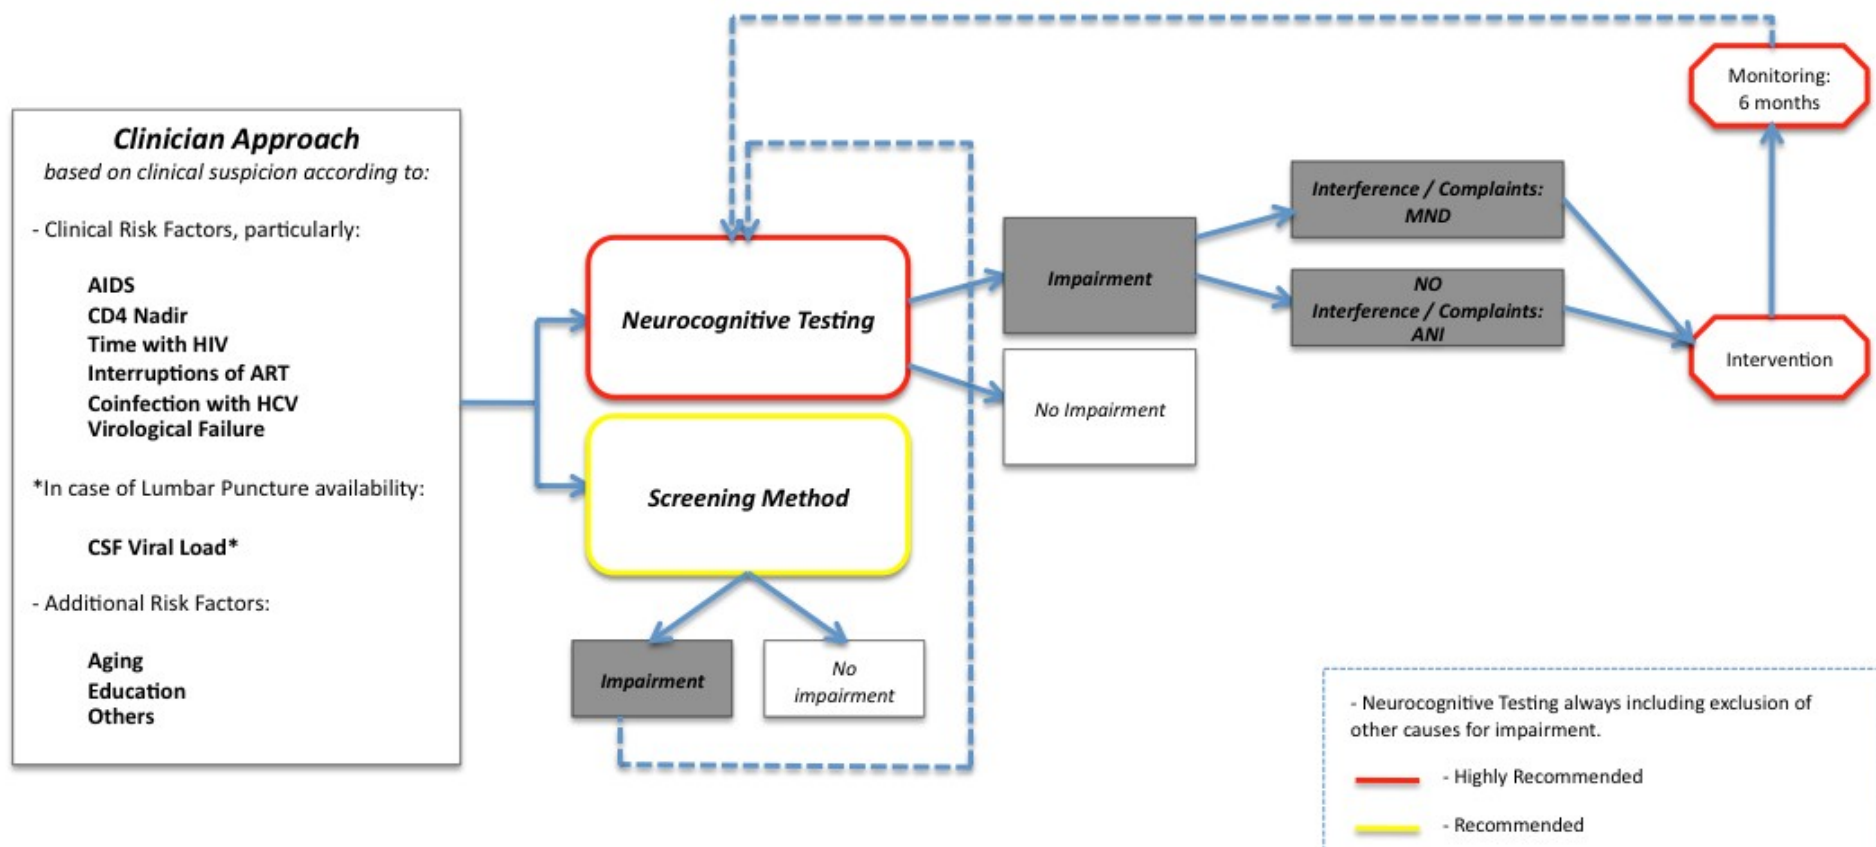 Clinician Approach
based on clinical suspicion according to:
- Clinical Risk Factors, particularly:
AIDS
CD4 Nadir
Time with HIV
Interruptions of ART
Coinfection with HCV
Virological Failure
*In case of Lumbar Puncture availability:
CSF Viral Load*
- Additional Risk Factors:
Aging
Education
Others
Neurocognitive Testing
Screening Method
Impairment
No
impairment
Impairment
No Impairment
Interference / Complaints:
MND
NO
Interference / Complaints:
ANI
Intervention
Monitoring:
6 months
- Neurocognitive Testing always including exclusion of
other causes for impairment.
- Highly Recommended
- Recommended